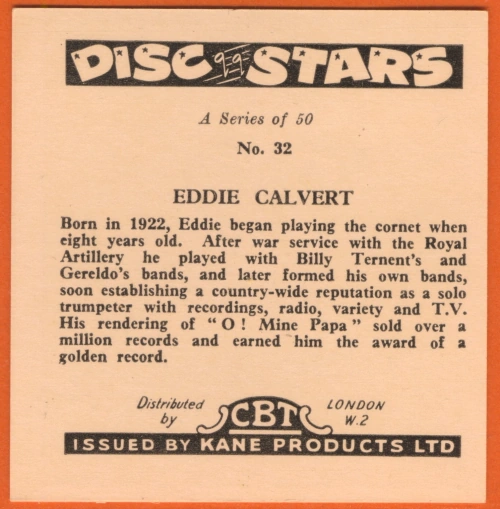 DISC STARS
A Series of 50
No. 32
EDDIE CALVERT
Born in 1922, Eddie began playing the cornet when
eight years old. After war service with the Royal
Artillery he played with Billy Ternent's and
Gereldo's bands, and later formed his own bands,
soon establishing a country-wide reputation as a solo
trumpeter with recordings, radio, variety and T.V.
His rendering of "O! Mine Papa" sold over a
million records and earned him the award of a
golden record.
Distributed by CBT LONDON W.2
ISSUED BY KANE PRODUCTS LTD